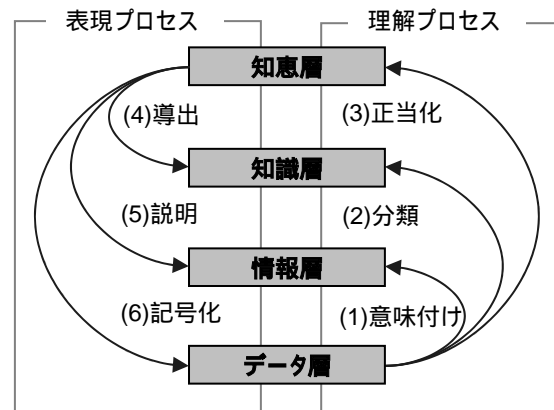 表現プロセス
理解プロセス
知恵層
(4)導出
(3)正当化
知識層
(5)説明
(2)分類
情報層
(6)記号化
(1)意味付け
データ層